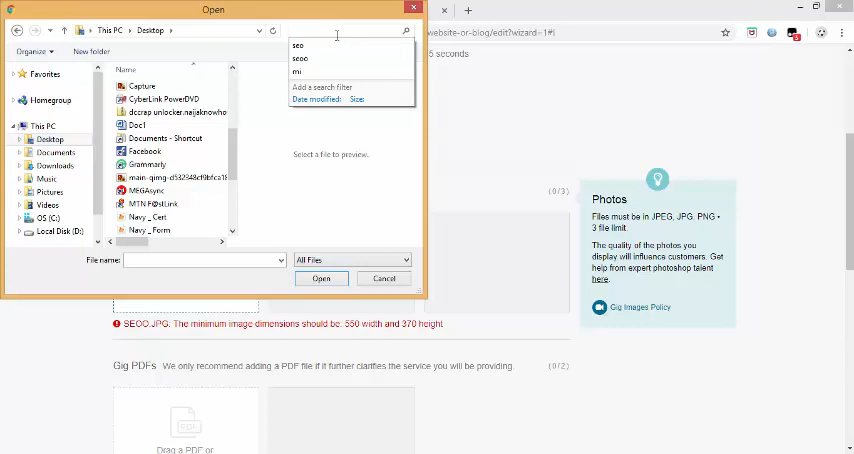 Open
This PC
Desktop
website-or-blog/edit?wizard=1#l
seo
seoo
mi
Add a search filter
Date modified: Size:
Organize
New folder
Favorites
Homegroup
This PC
Desktop
Documents
Downloads
Music
Pictures
Videos
OS (C:)
Local Disk (D:)
Name
Capture
CyberLink PowerDVD
dccrap unlocker.naijaknowho
Doc1
Documents - Shortcut
Facebook
Grammarly
main-qimg-d532348cf9bfca18
MEGAsync
MTN F@stLink
Navy _ Cert
Navy _ Form
Select a file to preview.
File name:
All Files
Open
Cancel
5 seconds
(0/3)
Photos
Files must be in JPEG, JPG, PNG •
3 file limit.
The quality of the photos you
display will influence customers. Get
help from expert photoshop talent
here.
Gig Images Policy
SEOO.JPG: The minimum image dimensions should be: 550 width and 370 height
Gig PDFs We only recommend adding a PDF file if it further clarifies the service you will be providing.
(0/2)
PDF
Drag a PDF or